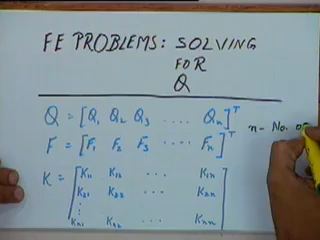 FE PROBLEMS: SOLVING
FOR
Q
Q = [Q₁ Q₂ Q₃ ..... Qₙ]ᵀ
F = [F₁ F₂ F₃ .... Fₙ]ᵀ
n - No. of
K = [K₁₁ K₁₂ ... K₁ₙ
K₂₁ K₂₂ ... K₂ₙ
⋮
Kₙ₁ Kₙ₂ ... Kₙₙ]